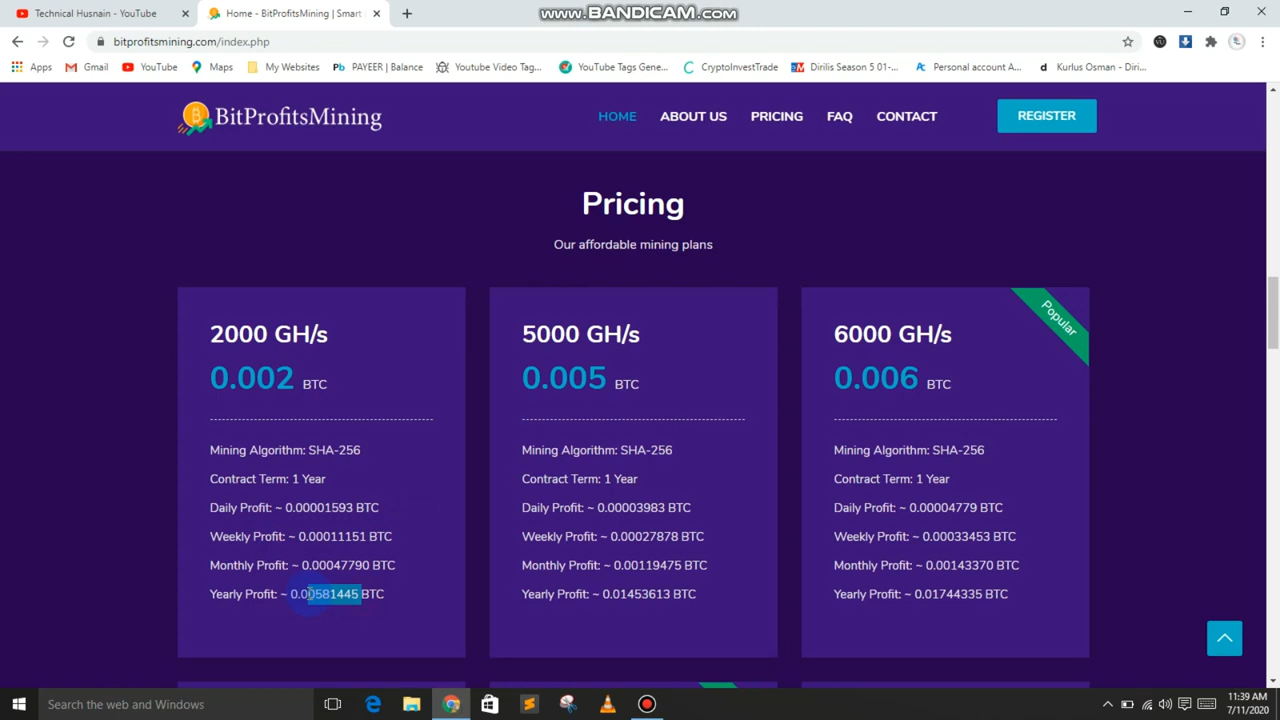 Technical Husnain - YouTube
Home - BitProfitsMining | Smart
www.BANDICAM.com
bitprofitsmining.com/index.php
Apps
Gmail
YouTube
Maps
My Websites
Pb PAYEER | Balance
Youtube Video Tag...
YouTube Tags Gene...
CryptoInvestTrade
Dirilis Season 5 01-...
Personal account A...
Kurlus Osman - Diri...
BitProfitsMining
HOME
ABOUT US
PRICING
FAQ
CONTACT
REGISTER
Pricing
Our affordable mining plans
2000 GH/s
0.002 BTC
Mining Algorithm: SHA-256
Contract Term: 1 Year
Daily Profit: ~ 0.00001593 BTC
Weekly Profit: ~ 0.00011151 BTC
Monthly Profit: ~ 0.00047790 BTC
Yearly Profit: ~ 0.00581445 BTC
5000 GH/s
0.005 BTC
Mining Algorithm: SHA-256
Contract Term: 1 Year
Daily Profit: ~ 0.00003983 BTC
Weekly Profit: ~ 0.00027878 BTC
Monthly Profit: ~ 0.00119475 BTC
Yearly Profit: ~ 0.01453613 BTC
Popular
6000 GH/s
0.006 BTC
Mining Algorithm: SHA-256
Contract Term: 1 Year
Daily Profit: ~ 0.00004779 BTC
Weekly Profit: ~ 0.00033453 BTC
Monthly Profit: ~ 0.00143370 BTC
Yearly Profit: ~ 0.01744335 BTC
Search the web and Windows
11:39 AM
7/11/2020